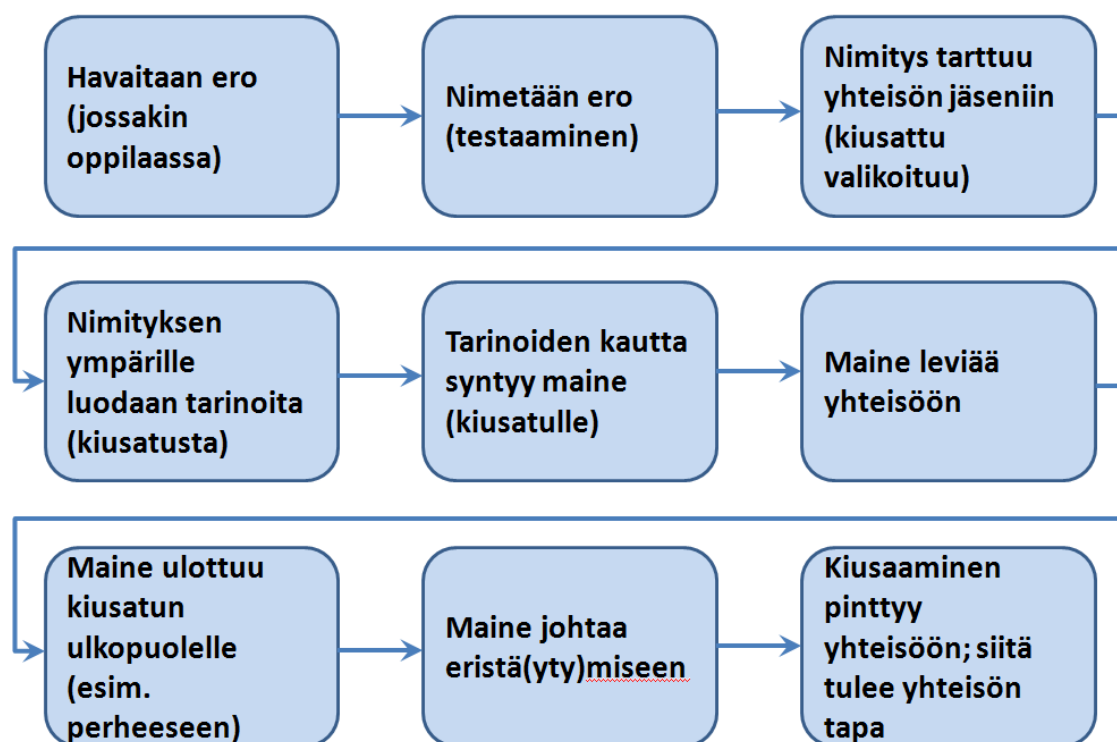 Havaitaan ero
(jossakin
oppilaassa)
Nimetään ero
(testaaminen)
Nimitys tarttuu
yhteisön jäseniin
(kiusattu
valikoituu)
Nimityksen
ympärille
luodaan tarinoita
(kiusatusta)
Tarinoiden kautta
syntyy maine
(kiusatulle)
Maine leviää
yhteisöön
Maine ulottuu
kiusatun
ulkopuolelle
(esim.
perheeseen)
Maine johtaa
eristä(yty)miseen
Kiusaaminen
pinttyy
yhteisöön; siitä
tulee yhteisön
tapa